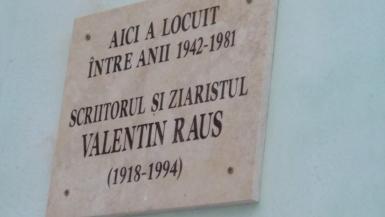 AICI A LOCUIT
ÎNTRE ANII 1942-1981
SCRIITORUL ȘI ZIARISTUL
VALENTIN RAUS
(1918-1994)